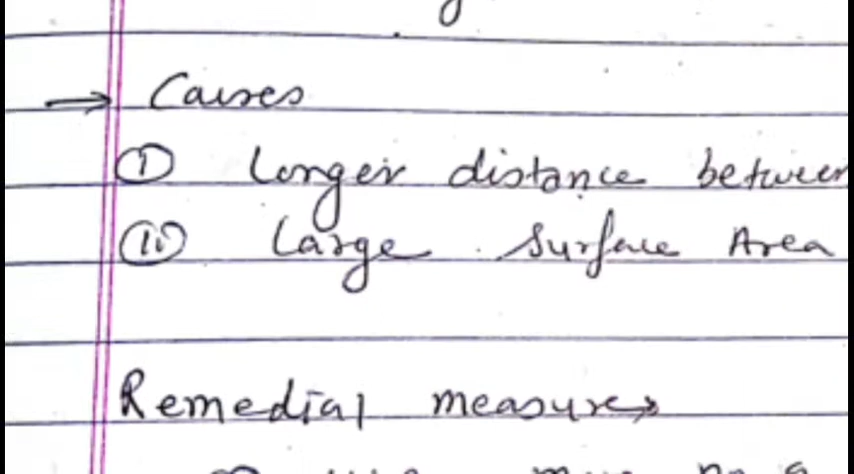 → Causes
(i) Longer distance between
(ii) Large Surface Area
Remedial measures